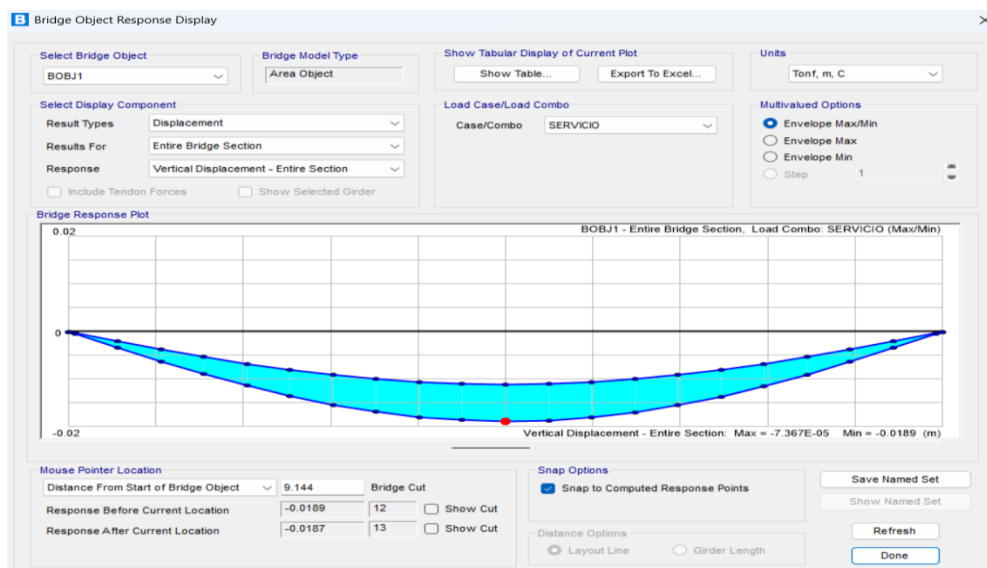 B Bridge Object Response Display
Select Bridge Object
BOBJ1
Bridge Model Type
Area Object
Show Tabular Display of Current Plot
Show Table...
Export To Excel...
Units
Tonf, m, C
Select Display Component
Result Types
Displacement
Results For
Entire Bridge Section
Response
Vertical Displacement - Entire Section
Include Tendon Forces
Show Selected Girder
Load Case/Load Combo
Case/Combo
SERVICIO
Multivalued Options
Envelope Max/Min
Envelope Max
Envelope Min
Step
1
Bridge Response Plot
0.02
BOBJ1 - Entire Bridge Section, Load Combo: SERVICIO (Max/Min)
0
-0.02
Vertical Displacement - Entire Section: Max = -7.367E-05 Min = -0.0189 (m)
Mouse Pointer Location
Distance From Start of Bridge Object
9.144
Bridge Cut
Response Before Current Location
-0.0189
12
Show Cut
Response After Current Location
-0.0187
13
Show Cut
Snap Options
Snap to Computed Response Points
Distance Options
Layout Line
Girder Length
Save Named Set
Show Named Set
Refresh
Done